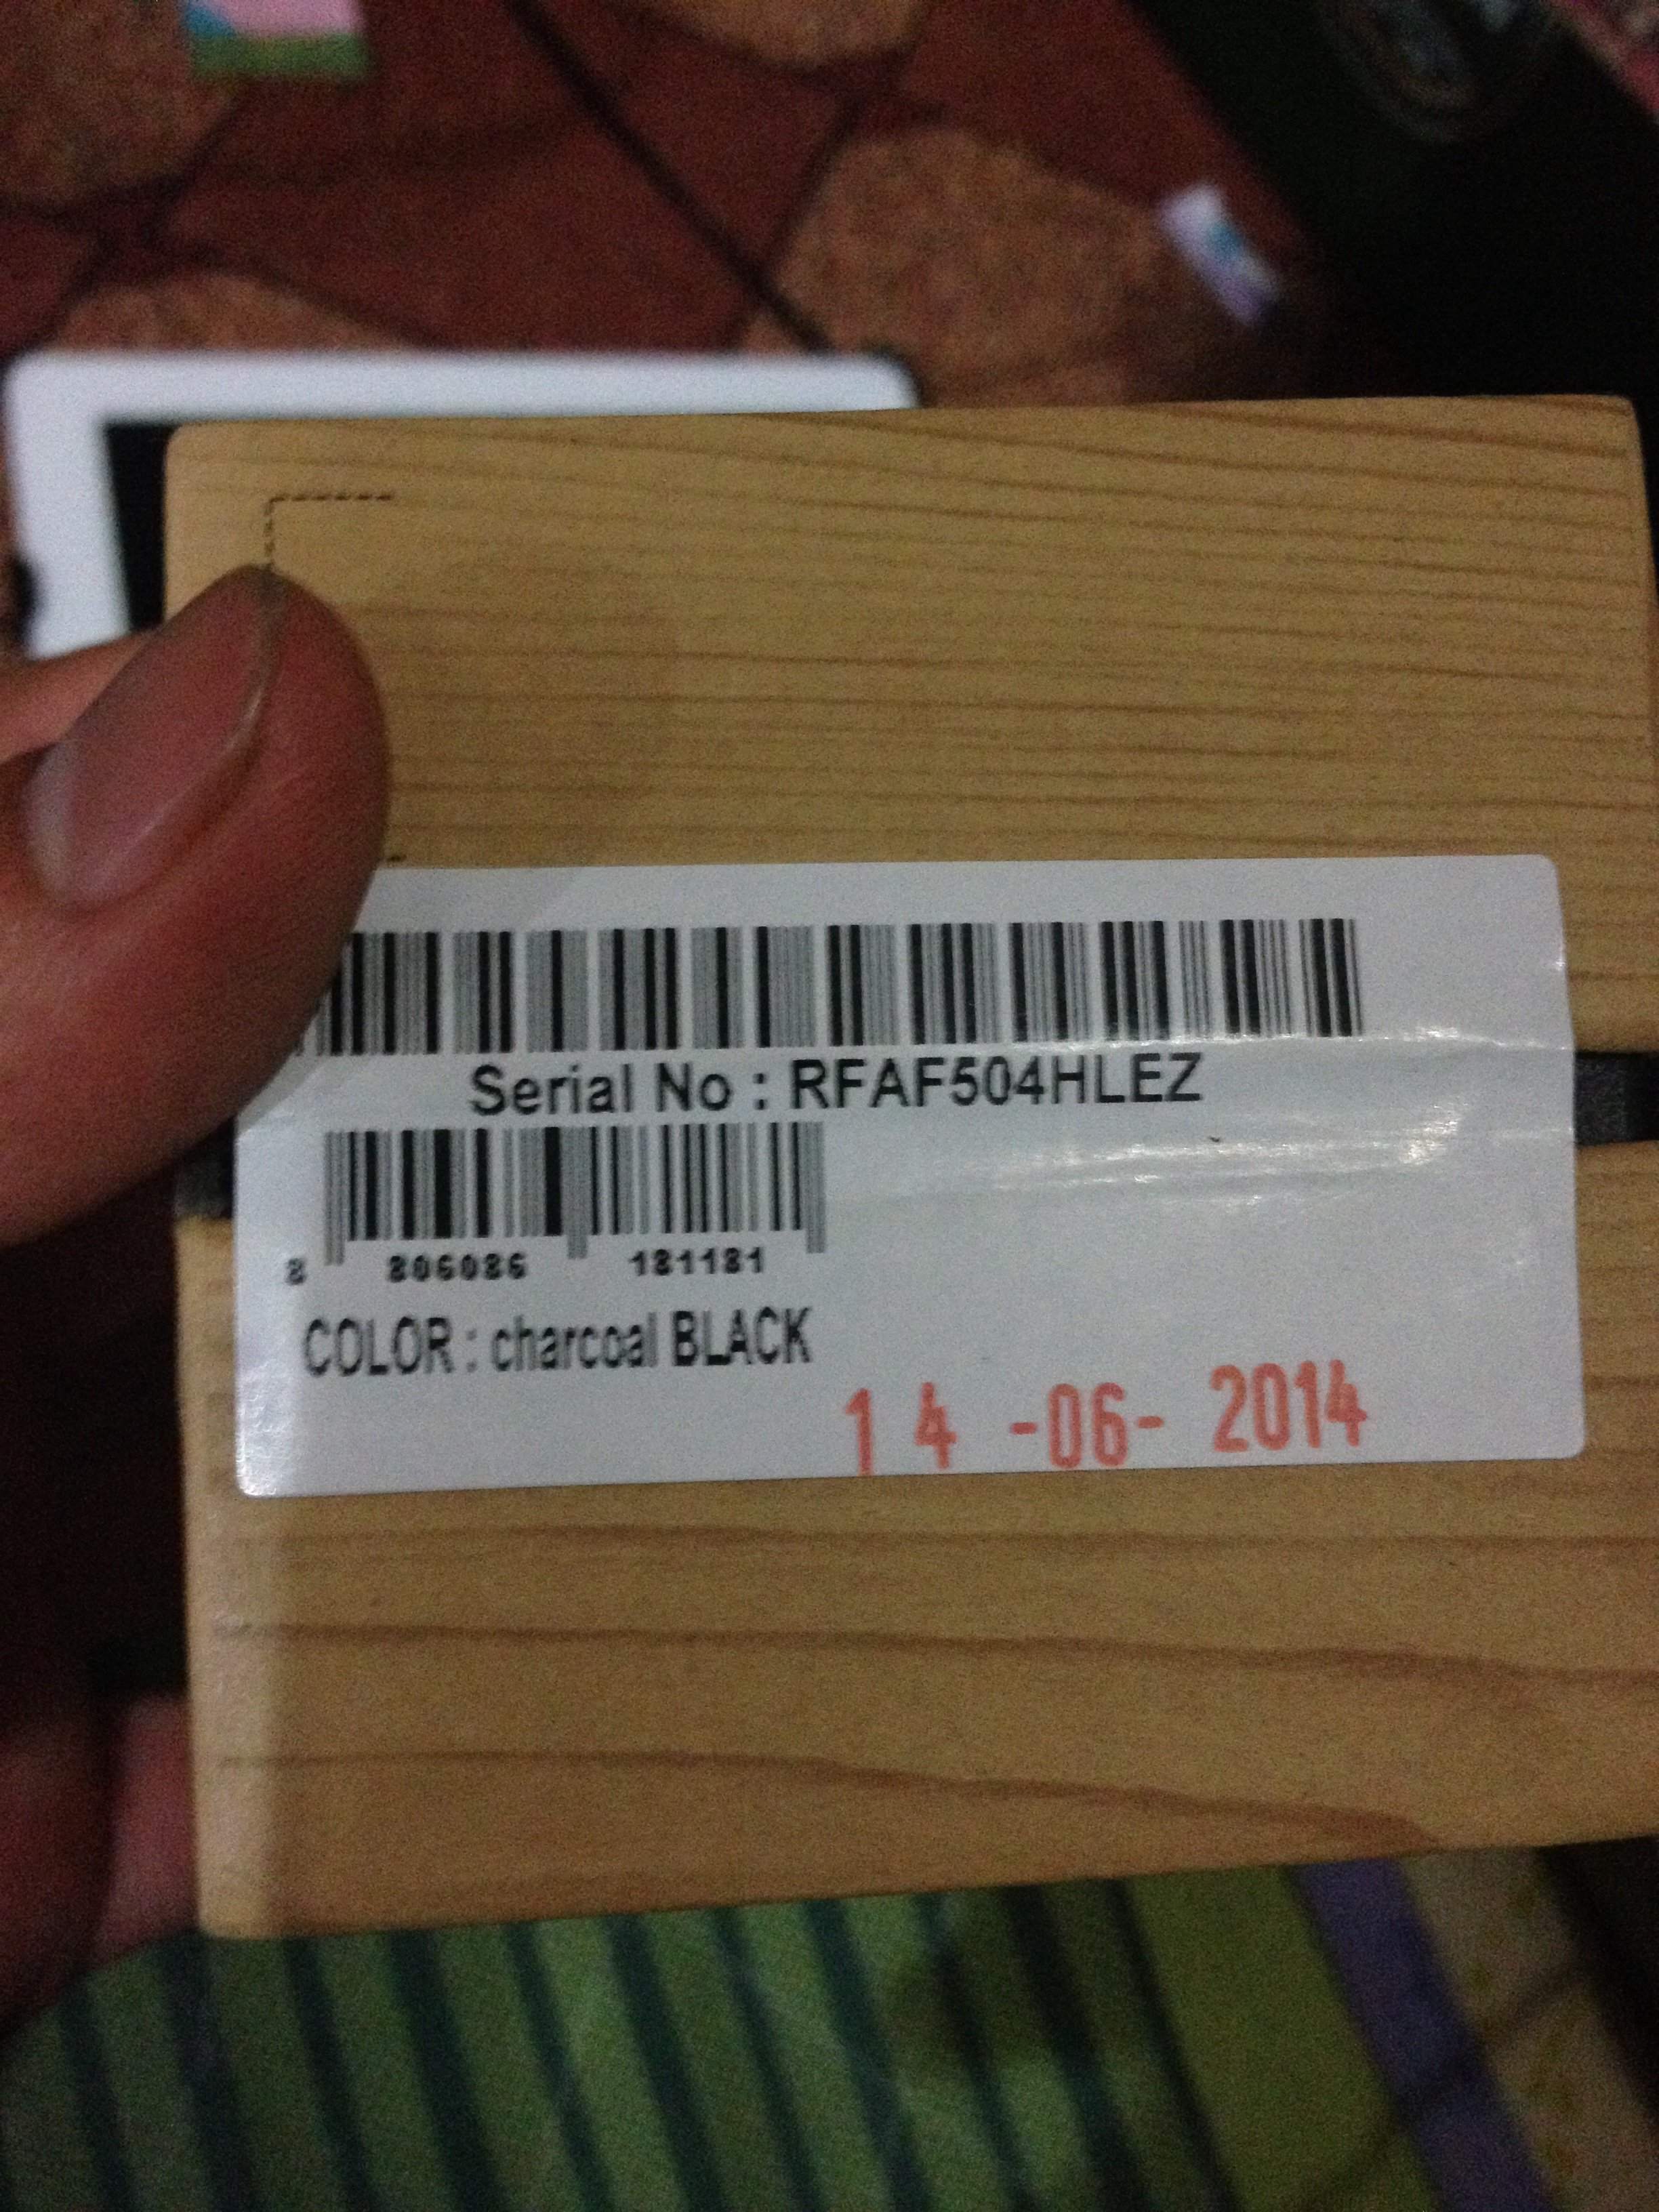 Serial No : RFAF504HLEZ
8 806086 181181
COLOR : charcoal BLACK
14 -06- 2014